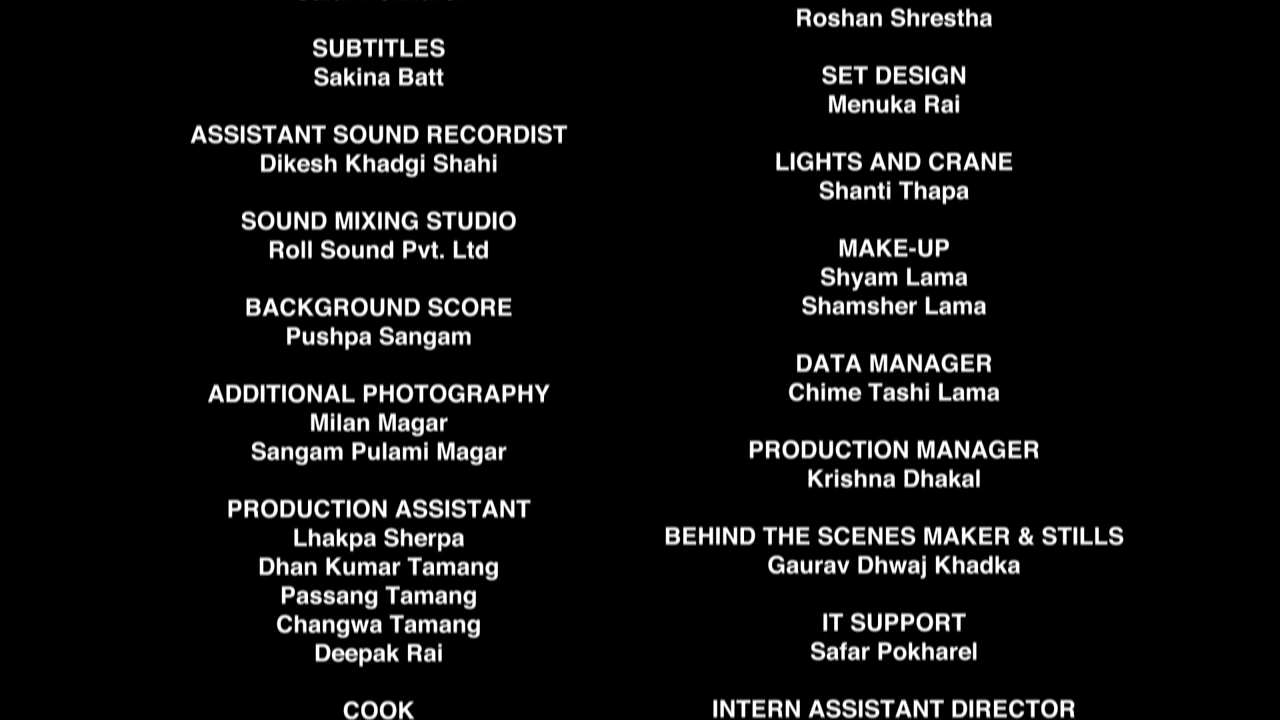 SUBTITLES
Sakina Batt
ASSISTANT SOUND RECORDIST
Dikesh Khadgi Shahi
SOUND MIXING STUDIO
Roll Sound Pvt. Ltd
BACKGROUND SCORE
Pushpa Sangam
ADDITIONAL PHOTOGRAPHY
Milan Magar
Sangam Pulami Magar
PRODUCTION ASSISTANT
Lhakpa Sherpa
Dhan Kumar Tamang
Passang Tamang
Changwa Tamang
Deepak Rai
COOK
Roshan Shrestha
SET DESIGN
Menuka Rai
LIGHTS AND CRANE
Shanti Thapa
MAKE-UP
Shyam Lama
Shamsher Lama
DATA MANAGER
Chime Tashi Lama
PRODUCTION MANAGER
Krishna Dhakal
BEHIND THE SCENES MAKER & STILLS
Gaurav Dhwaj Khadka
IT SUPPORT
Safar Pokharel
INTERN ASSISTANT DIRECTOR